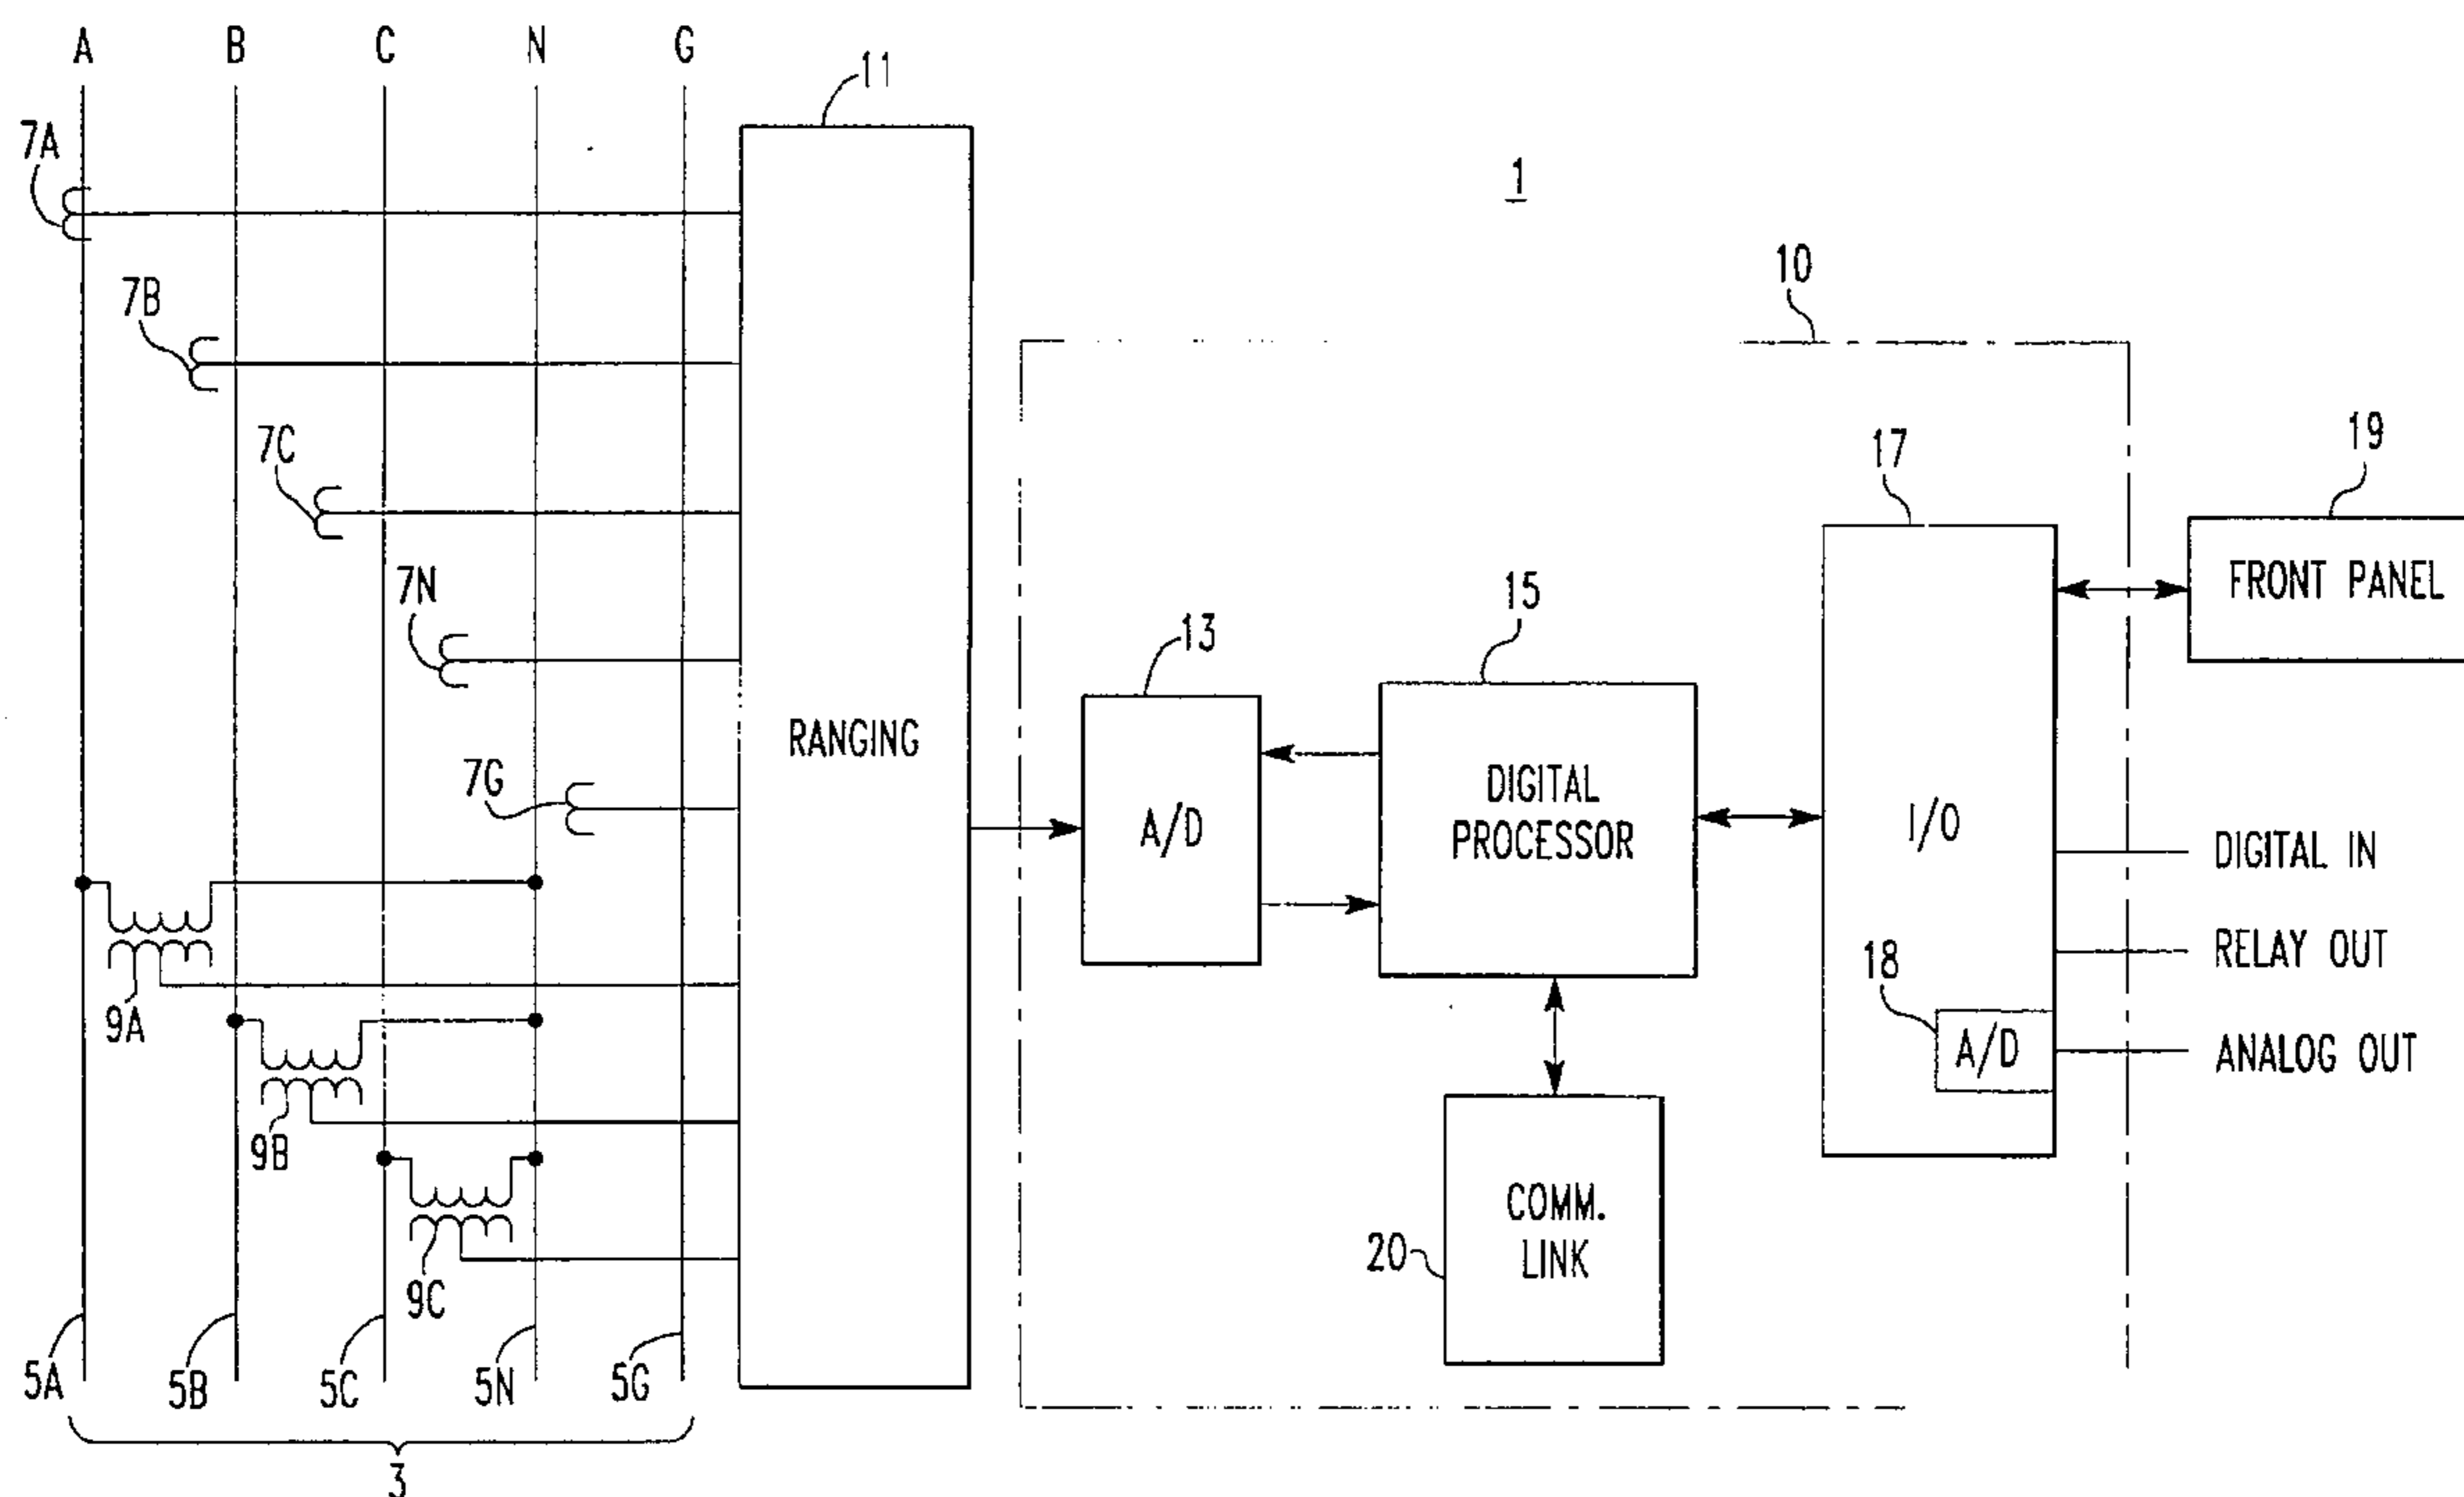 A B C N G
11
7A
1
10
7B
19
7C
17
FRONT PANEL
7N
15
13
RANGING
7G
DIGITAL
PROCESSOR
A/D
I/O
DIGITAL IN
18
RELAY OUT
9A
A/D
ANALOG OUT
9B
COMM.
LINK
20
9C
5A 5B 5C 5N 5G
3